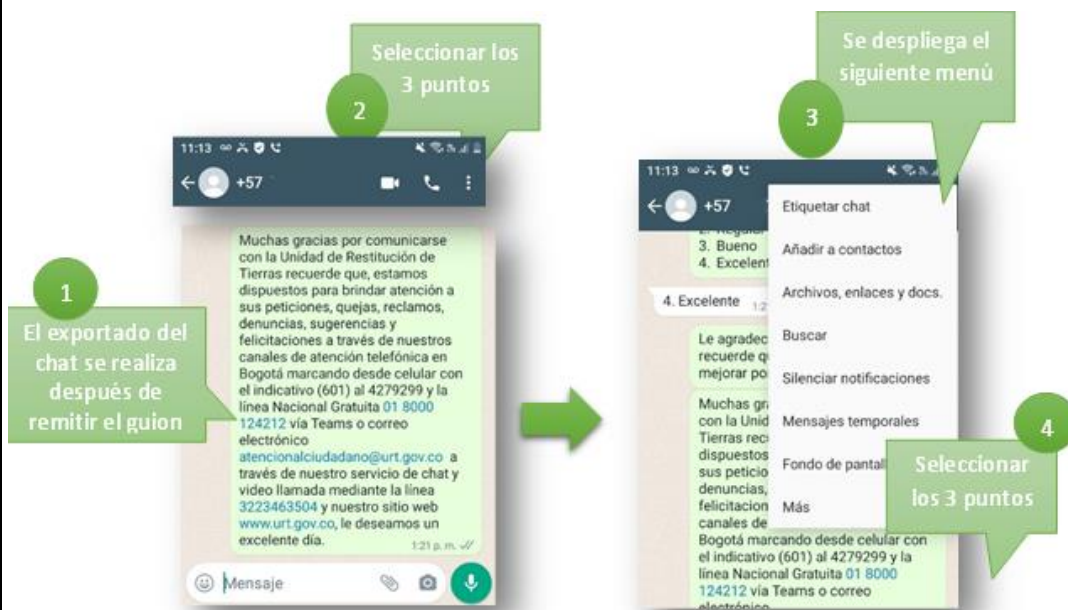 Seleccionar los
3 puntos
2
11:13
+57
Muchas gracias por comunicarse
con la Unidad de Restitución de
Tierras recuerde que, estamos
dispuestos para brindar atención a
sus peticiones, quejas, reclamos,
denuncias, sugerencias y
felicitaciones a través de nuestros
canales de atención telefónica en
Bogotá marcando desde celular con
el indicativo (601) al 4279299 y la
línea Nacional Gratuita 01 8000
124212 vía Teams o correo
electrónico
atencionalciudadano@urt.gov.co a
través de nuestro servicio de chat y
video llamada mediante la línea
3223463504 y nuestro sitio web
www.urt.gov.co, le deseamos un
excelente día.
1:21 p. m.
Mensaje
1
El exportado del
chat se realiza
después de
remitir el guion
Se despliega el
siguiente menú
3
11:13
+57
2. Regular
3. Bueno
4. Excelent
4. Excelente
Le agradec
recuerde q
mejorar po
Muchas gra
con la Unid
Tierras rec
dispuestos
sus peticio
denuncias,
felicitacion
canales de
Bogotá marcando desde celular con
el indicativo (601) al 4279299 y la
línea Nacional Gratuita 01 8000
124212 vía Teams o correo
electrónico
Etiquetar chat
Añadir a contactos
Archivos, enlaces y docs.
Buscar
Silenciar notificaciones
Mensajes temporales
Fondo de pantal
Más
4
Seleccionar
los 3 puntos